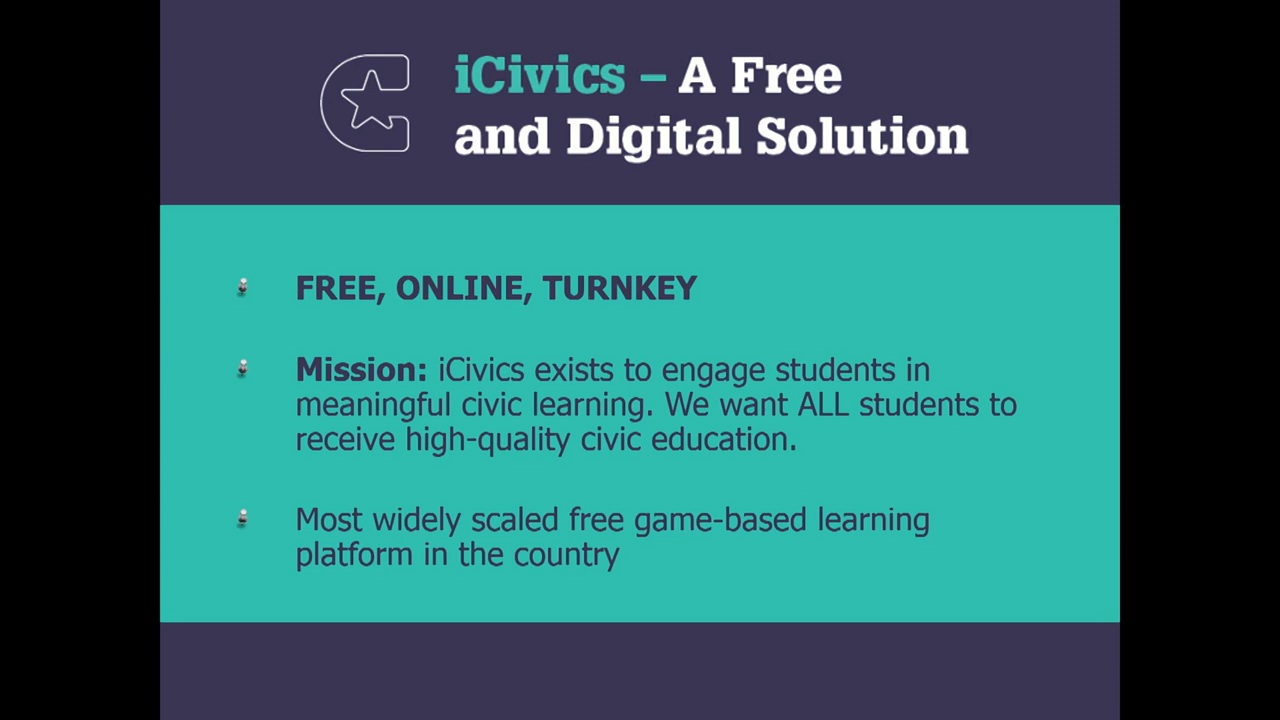 iCivics – A Free
and Digital Solution
FREE, ONLINE, TURNKEY
Mission: iCivics exists to engage students in
meaningful civic learning. We want ALL students to
receive high-quality civic education.
Most widely scaled free game-based learning
platform in the country